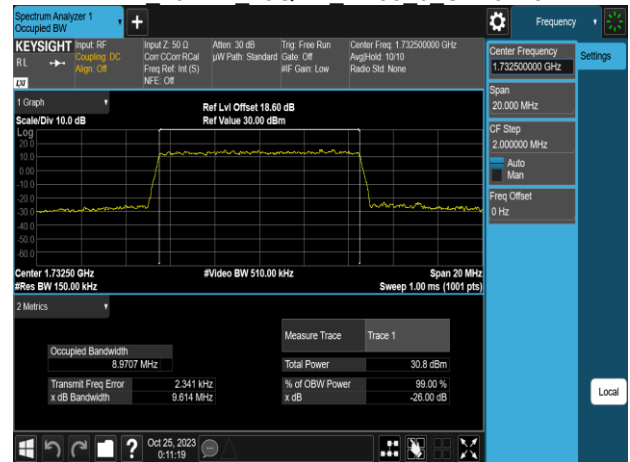 Spectrum Analyzer 1
Occupied BW
Frequency
KEYSIGHT
RL
LXI
Input: RF
Coupling: DC
Align: Off
Input Z: 50 Ω
Corr CCorr RCal
Freq Ref: Int (S)
NFE: Off
Atten: 30 dB
µW Path: Standard
Trig: Free Run
Gate: Off
#IF Gain: Low
Center Freq: 1.732500000 GHz
Avg|Hold: 10/10
Radio Std: None
Center Frequency
1.732500000 GHz
Settings
Span
20.000 MHz
CF Step
2.000000 MHz
Auto
Man
Freq Offset
0 Hz
1 Graph
Scale/Div 10.0 dB
Ref Lvl Offset 18.60 dB
Ref Value 30.00 dBm
Log
20.0
10.0
0.00
-10.0
-20.0
-30.0
-40.0
-50.0
-60.0
Center 1.73250 GHz
#Res BW 150.00 kHz
#Video BW 510.00 kHz
Span 20 MHz
Sweep 1.00 ms (1001 pts)
2 Metrics
Measure Trace Trace 1
Occupied Bandwidth
8.9707 MHz
Total Power 30.8 dBm
Transmit Freq Error 2.341 kHz
% of OBW Power 99.00 %
x dB Bandwidth 9.614 MHz
x dB -26.00 dB
Local
Oct 25, 2023
0:11:19